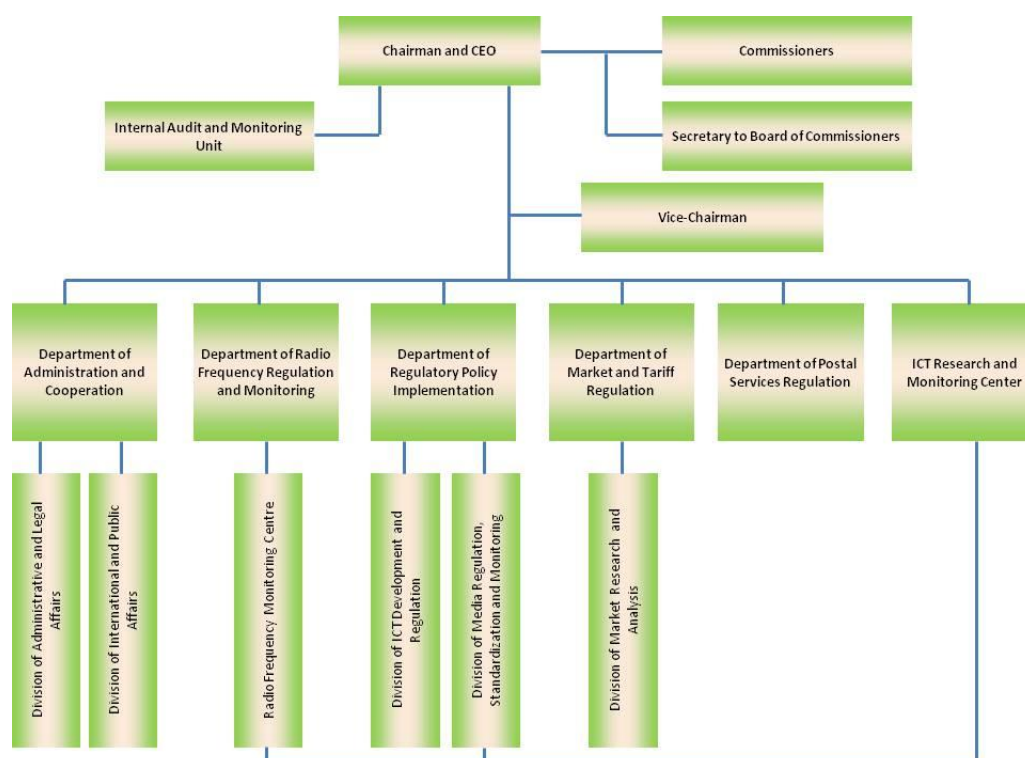 Chairman and CEO
Commissioners
Internal Audit and Monitoring
Unit
Secretary to Board of Commissioners
Vice-Chairman
Department of
Administration and
Cooperation
Department of Radio
Frequency Regulation
and Monitoring
Department of
Regulatory Policy
Implementation
Department of
Market and Tariff
Regulation
Department of Postal
Services Regulation
ICT Research and
Monitoring Center
Division of Administrative and Legal
Affairs
Division of International and Public
Affairs
Radio Frequency Monitoring Centre
Division of ICT Development and
Regulation
Division of Media Regulation,
Standardization and Monitoring
Division of Market Research and
Analysis